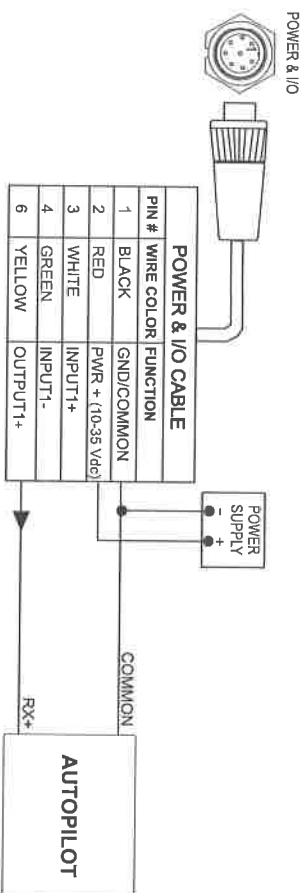 POWER & I/O
POWER & I/O CABLE
PIN # WIRE COLOR FUNCTION
1 BLACK GND/COMMON
2 RED PWR + (10-35 Vdc)
3 WHITE INPUT1+
4 GREEN INPUT1-
6 YELLOW OUTPUT1+
POWER
SUPPLY
- +
COMMON
RX+
AUTOPILOT